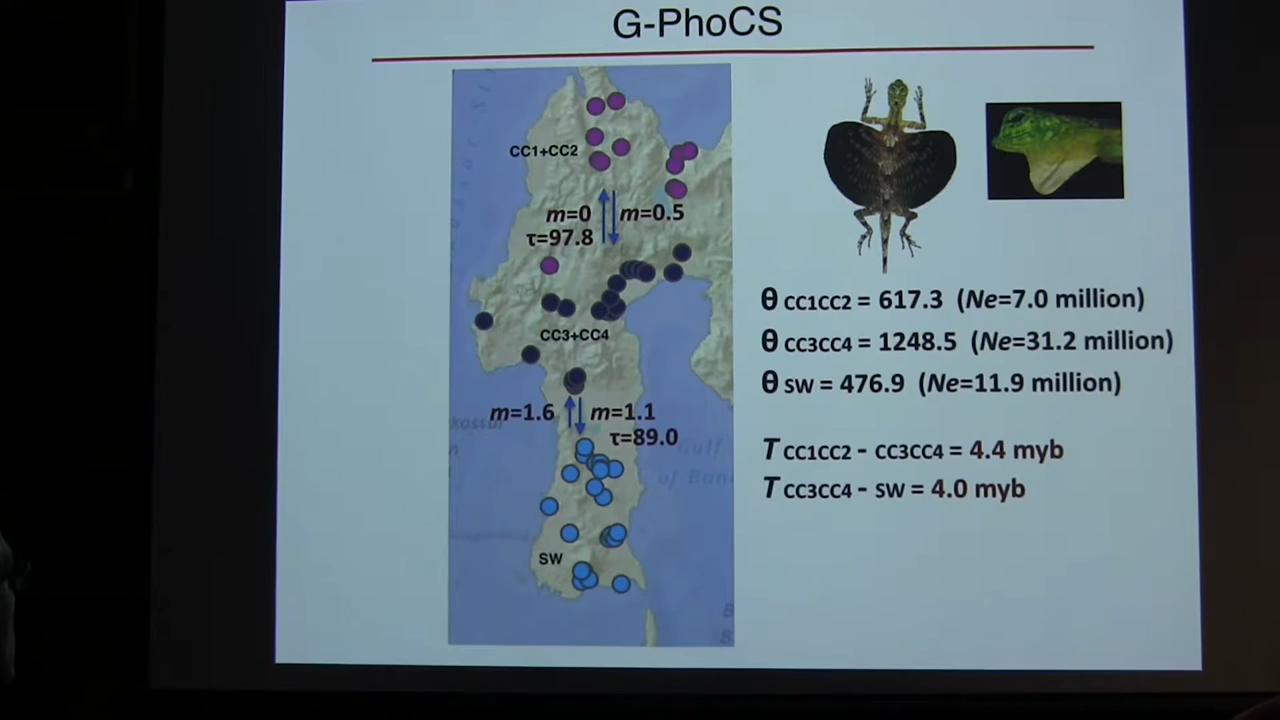 G-PhoCS
CC1+CC2
m=0
m=0.5
τ=97.8
CC3+CC4
m=1.6
m=1.1
τ=89.0
Gulf
of
SW
θ CC1CC2 = 617.3 (Ne=7.0 million)
θ CC3CC4 = 1248.5 (Ne=31.2 million)
θ SW = 476.9 (Ne=11.9 million)
T CC1CC2 - CC3CC4 = 4.4 myb
T CC3CC4 - SW = 4.0 myb